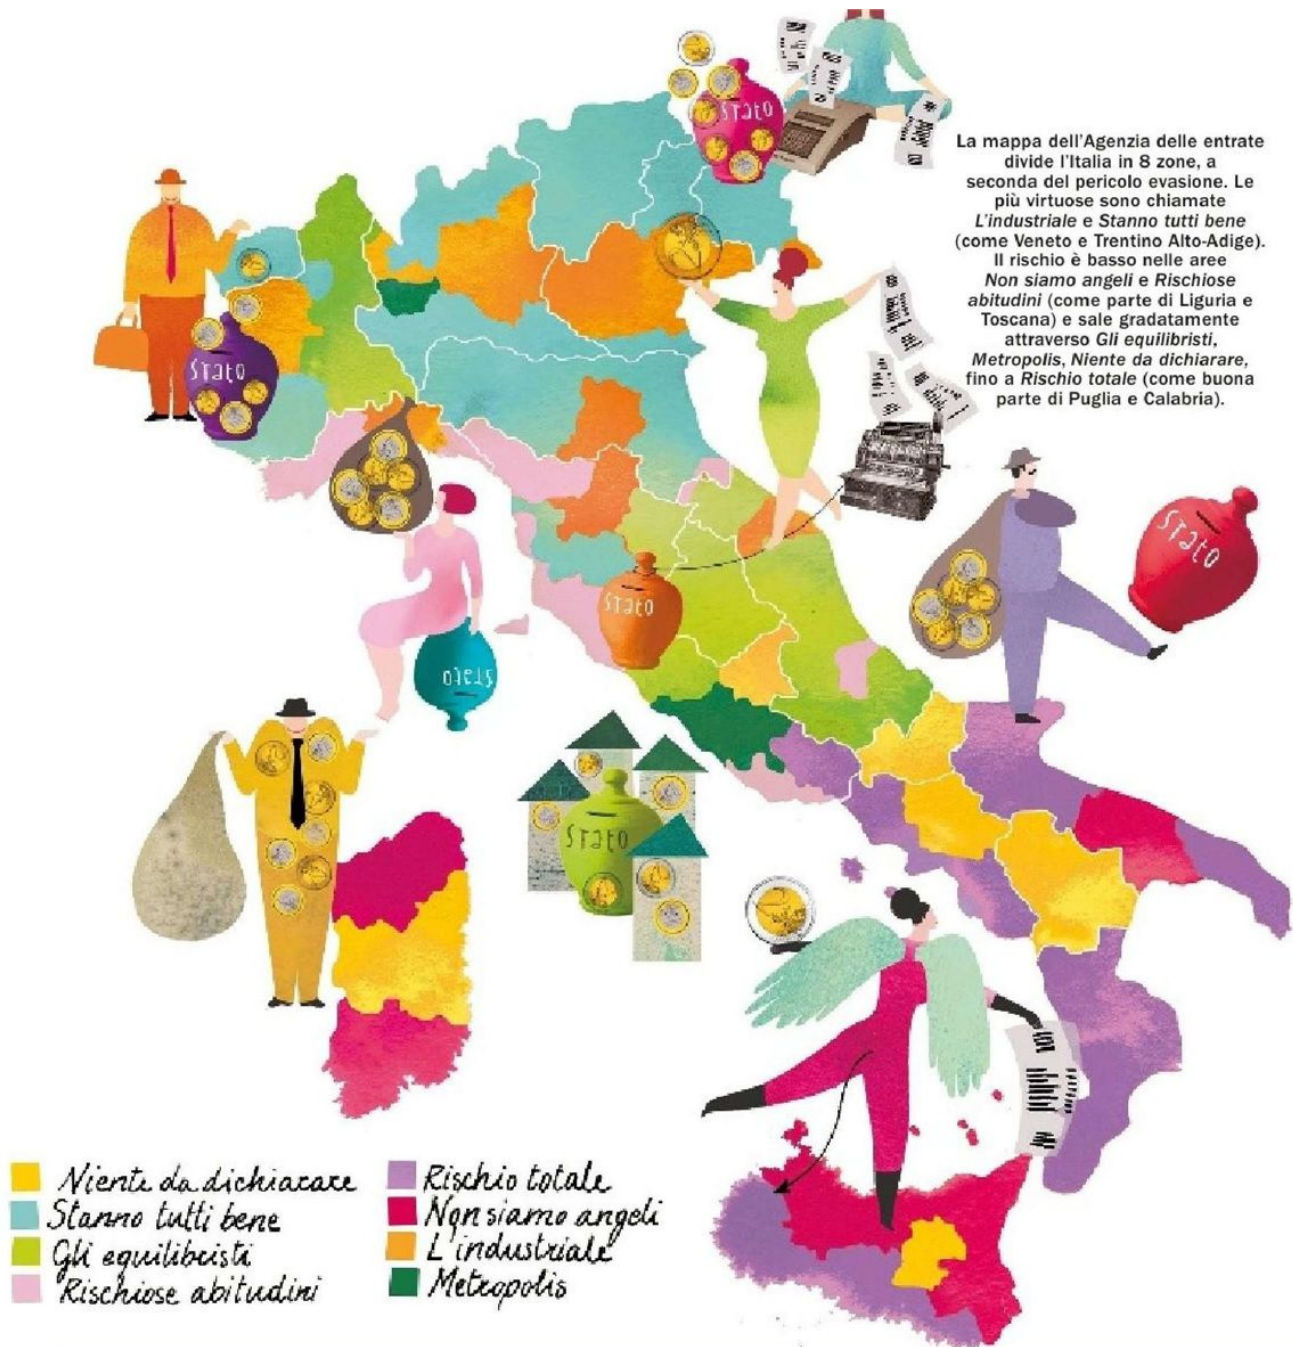 Stato
La mappa dell'Agenzia delle entrate
divide l'Italia in 8 zone, a
seconda del pericolo evasione. Le
più virtuose sono chiamate
L'industriale e Stanno tutti bene
(come Veneto e Trentino Alto-Adige).
Il rischio è basso nelle aree
Non siamo angeli e Rischiose
abitudini (come parte di Liguria e
Toscana) e sale gradatamente
attraverso Gli equilibristi,
Metropolis, Niente da dichiarare,
fino a Rischio totale (come buona
parte di Puglia e Calabria).
Stato
Stato
Stato
Stato
Stato
Niente da dichiarare
Stanno tutti bene
Gli equilibristi
Rischiose abitudini
Rischio totale
Non siamo angeli
L'industriale
Metropolis